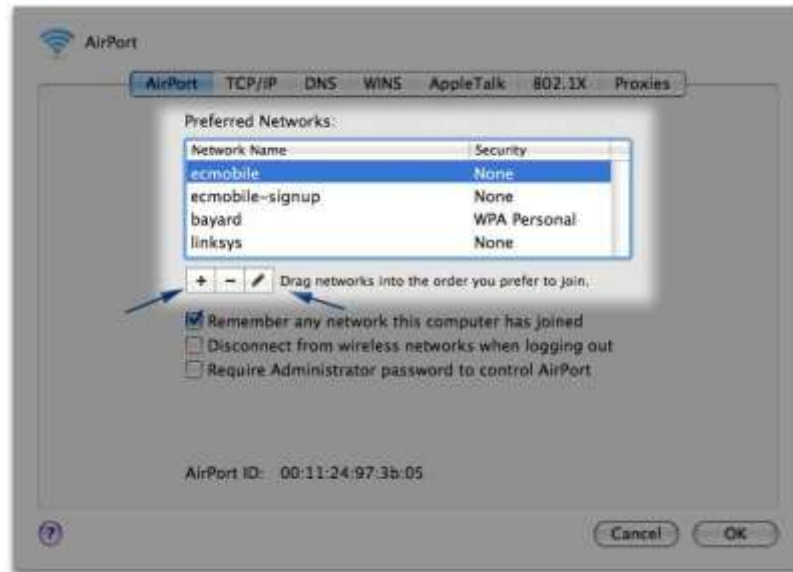 AirPort
AirPort TCP/IP DNS WINS AppleTalk 802.1X Proxies
Preferred Networks:
Network Name Security
ecmobile None
ecmobile-signup None
bayard WPA Personal
linksys None
+ - Drag networks into the order you prefer to join.
Remember any network this computer has joined
Disconnect from wireless networks when logging out
Require Administrator password to control AirPort
AirPort ID: 00:11:24:97:3b:05
? Cancel OK